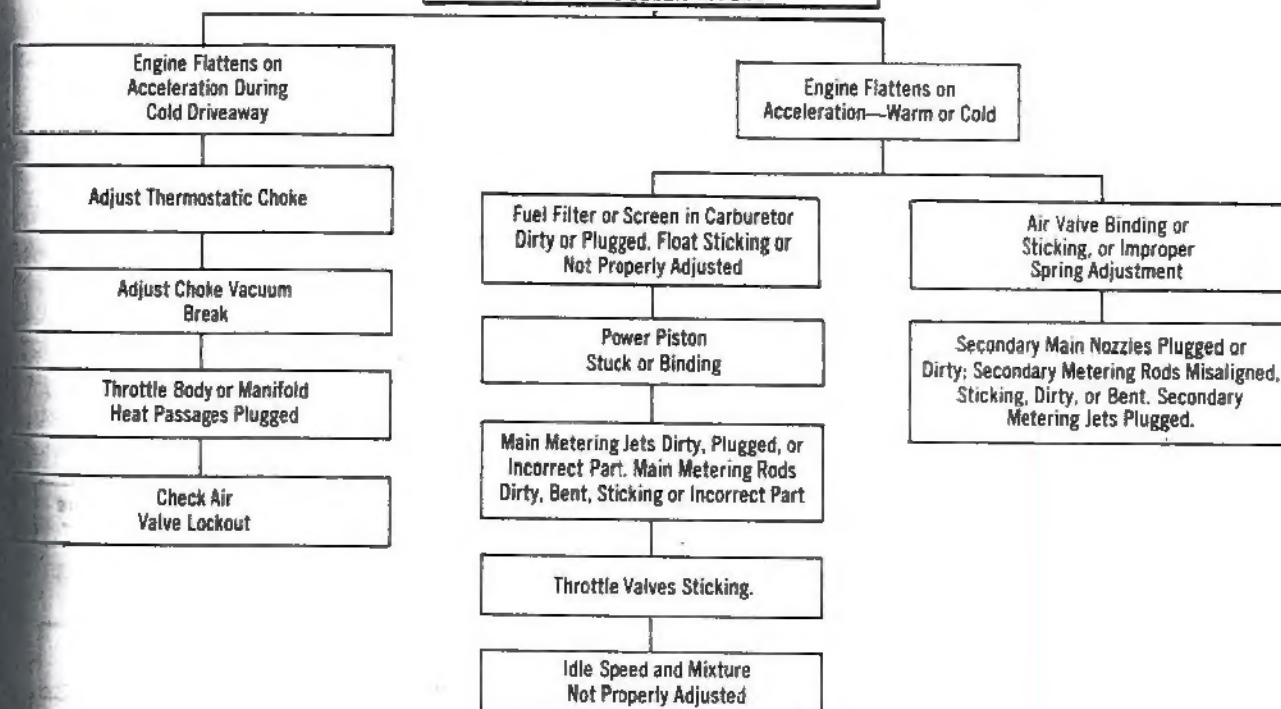 Engine Flattens on
Acceleration During
Cold Driveaway
Adjust Thermostatic Choke
Adjust Choke Vacuum
Break
Throttle Body or Manifold
Heat Passages Plugged
Check Air
Valve Lockout
Engine Flattens on
Acceleration—Warm or Cold
Fuel Filter or Screen in Carburetor
Dirty or Plugged. Float Sticking or
Not Properly Adjusted
Power Piston
Stuck or Binding
Main Metering Jets Dirty, Plugged, or
Incorrect Part. Main Metering Rods
Dirty, Bent, Sticking or Incorrect Part
Throttle Valves Sticking.
Idle Speed and Mixture
Not Properly Adjusted
Air Valve Binding or
Sticking, or Improper
Spring Adjustment
Secondary Main Nozzles Plugged or
Dirty; Secondary Metering Rods Misaligned,
Sticking, Dirty, or Bent. Secondary
Metering Jets Plugged.